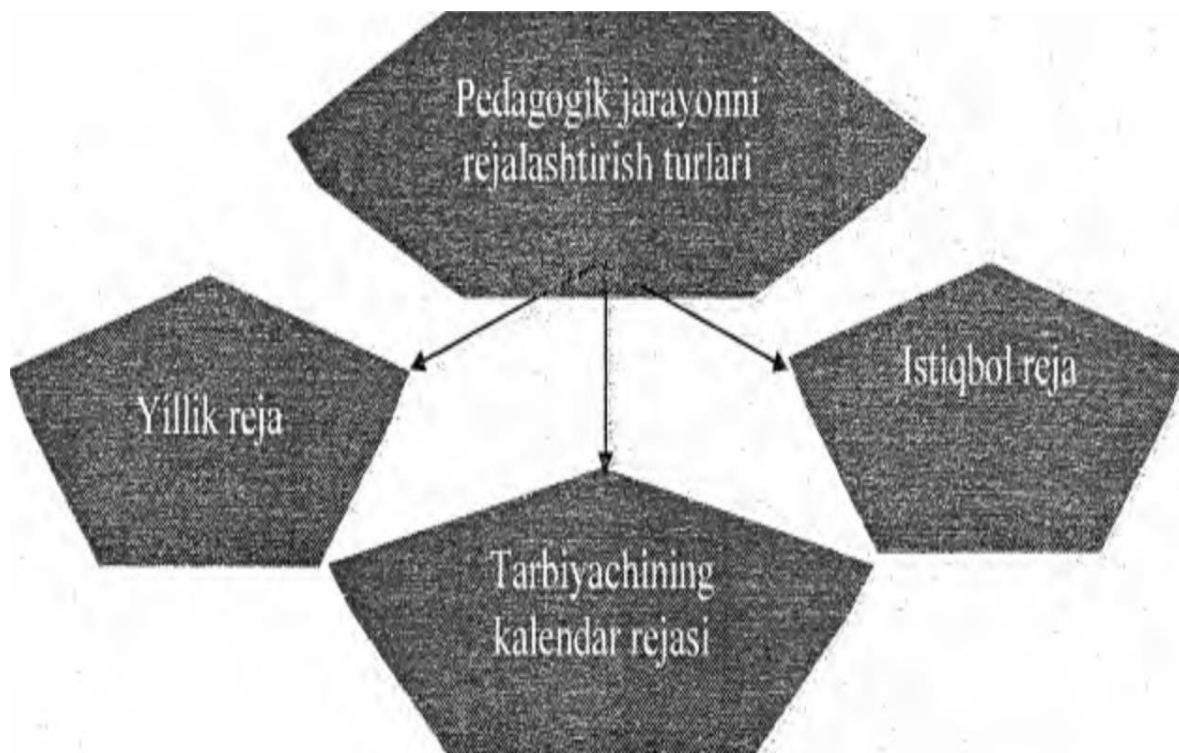 Pedagogik jarayonni
rejalashtirish turlari
Yillik reja
Istiqbol reja
Tarbiyachining
kalendar rejasi